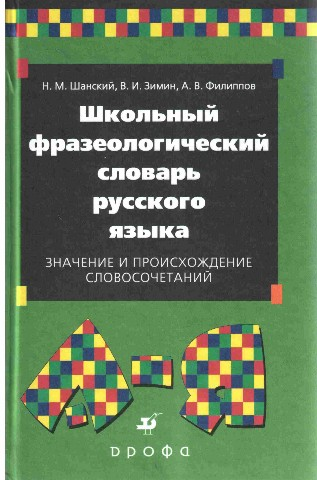 Н. М. Шанский, В. И. Зимин, А. В. Филиппов
Школьный
фразеологический
словарь
русского
языка
ЗНАЧЕНИЕ И ПРОИСХОЖДЕНИЕ
СЛОВОСОЧЕТАНИЙ
А-Я
дрофа